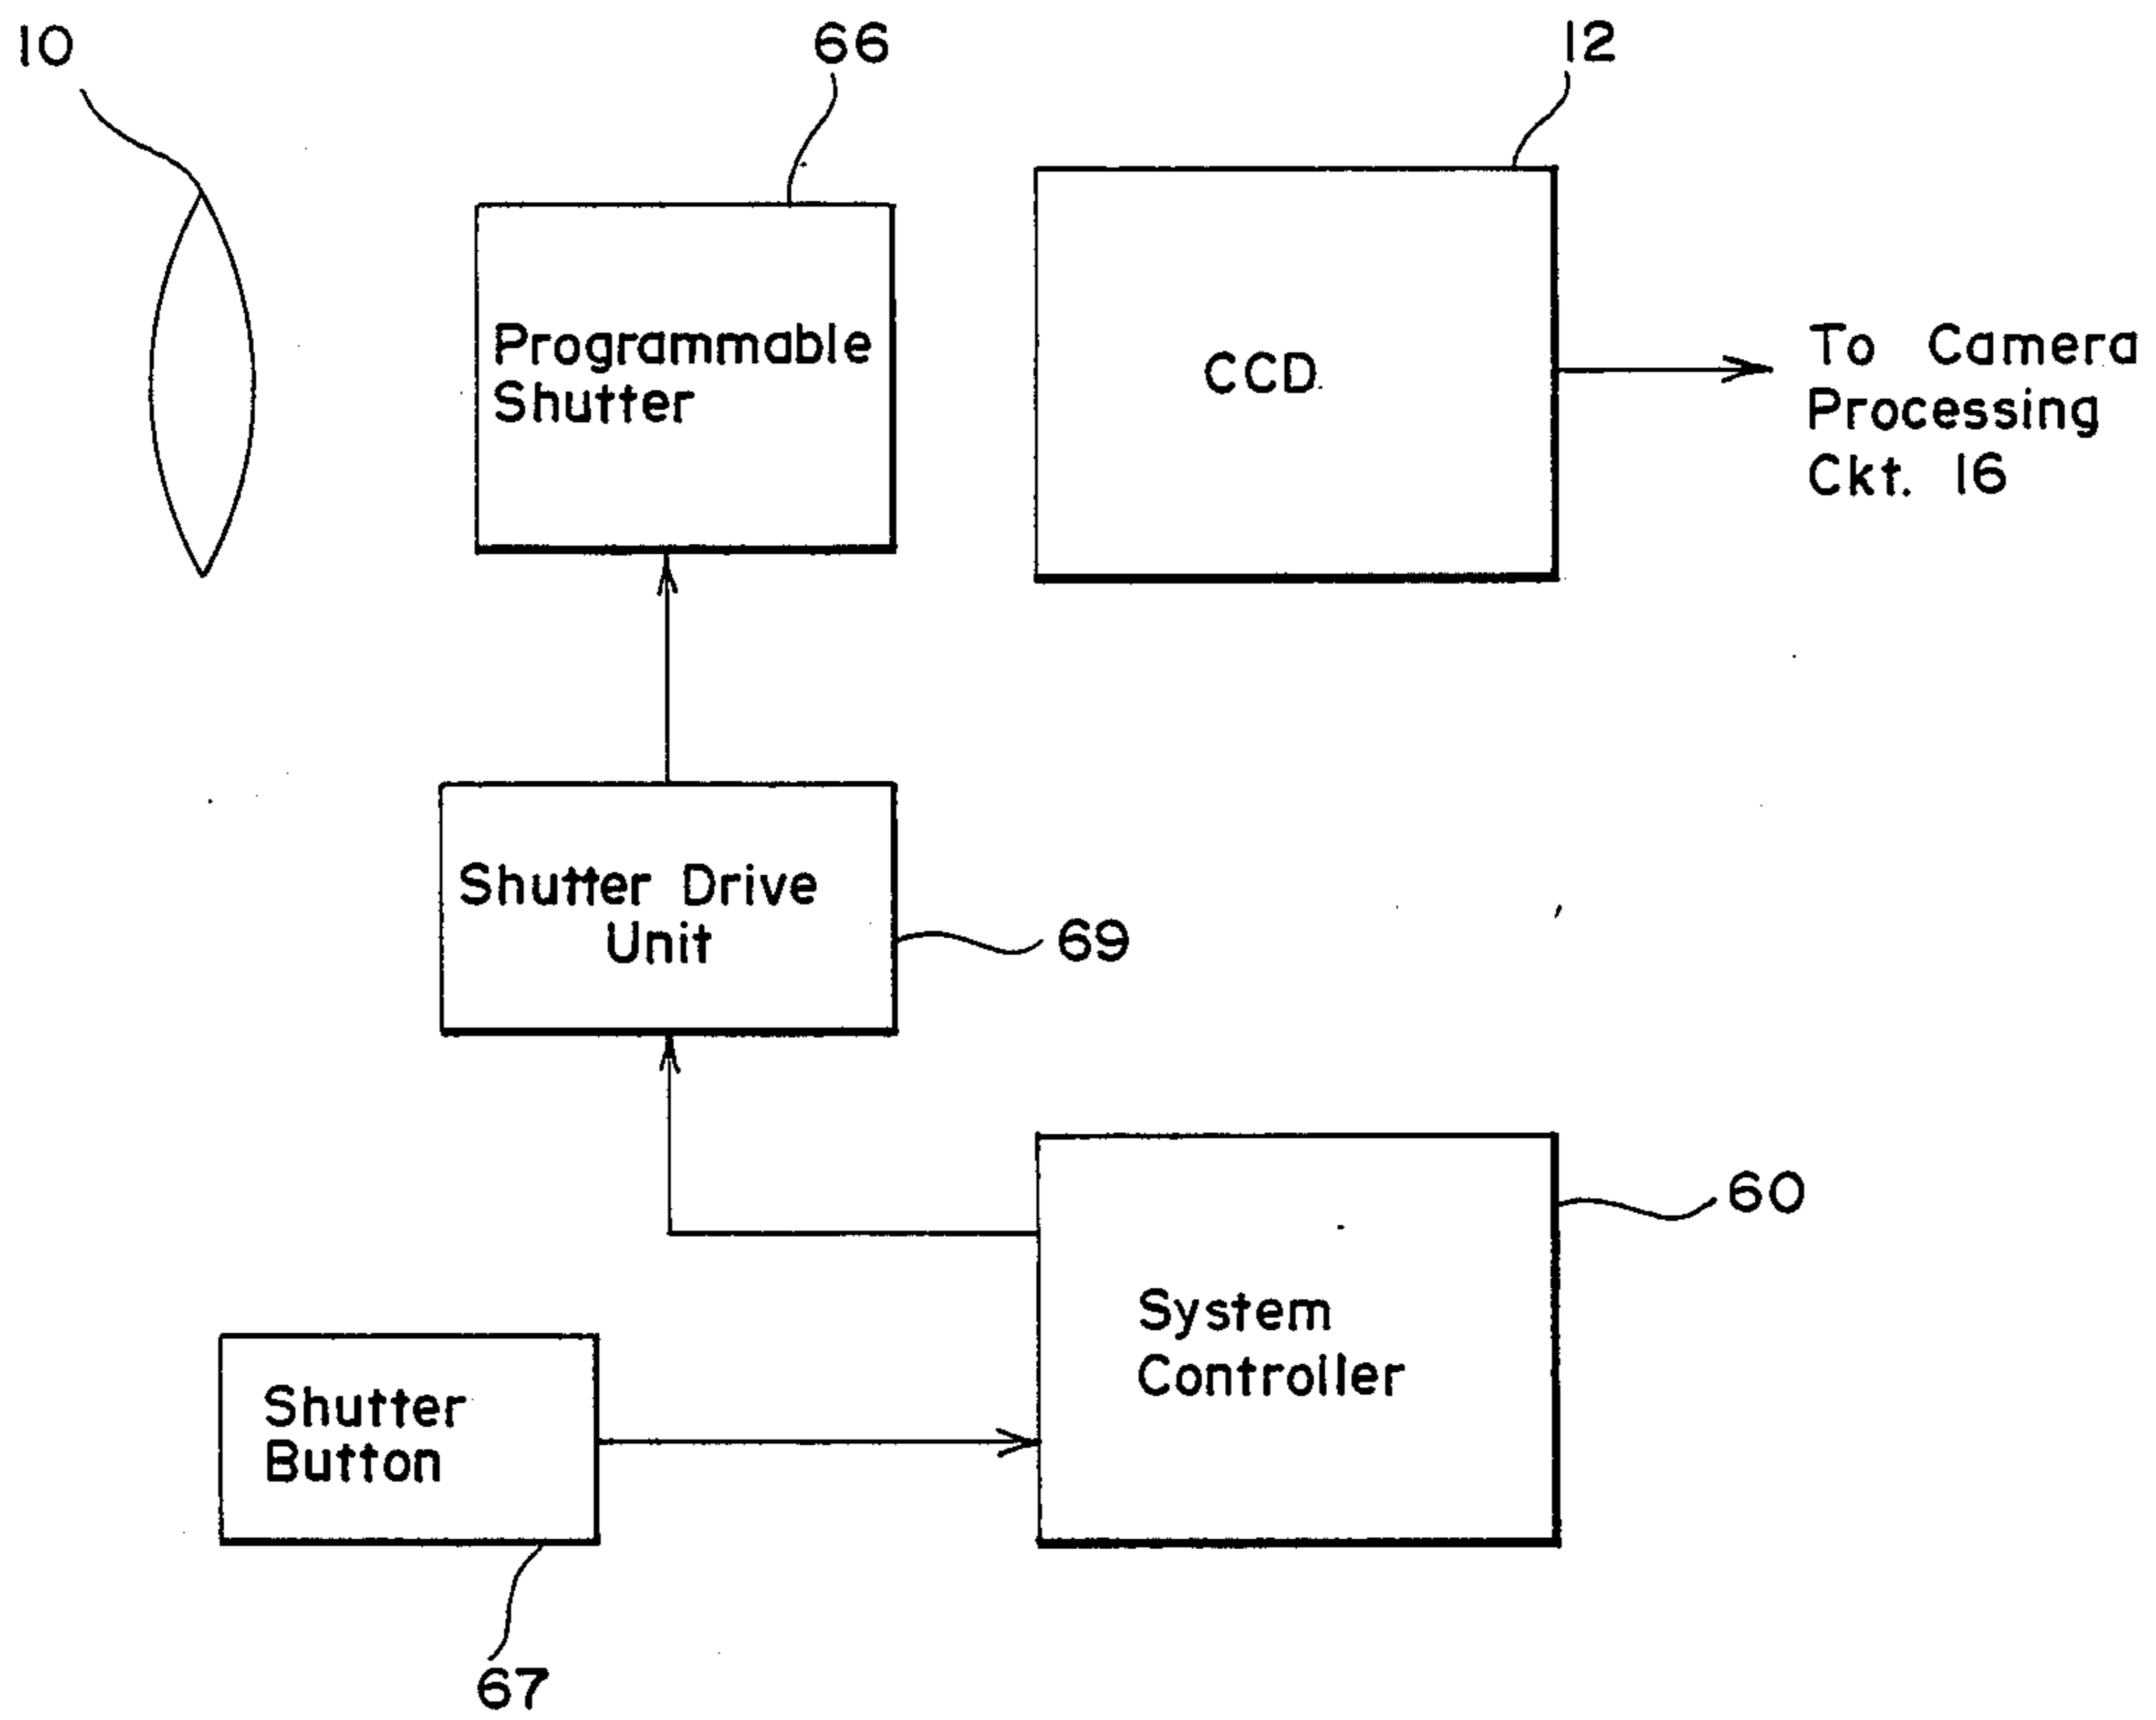 10
66
12
Programmable
Shutter
CCD
To Camera
Processing
Ckt. 16
Shutter Drive
Unit
69
60
System
Controller
Shutter
Button
67